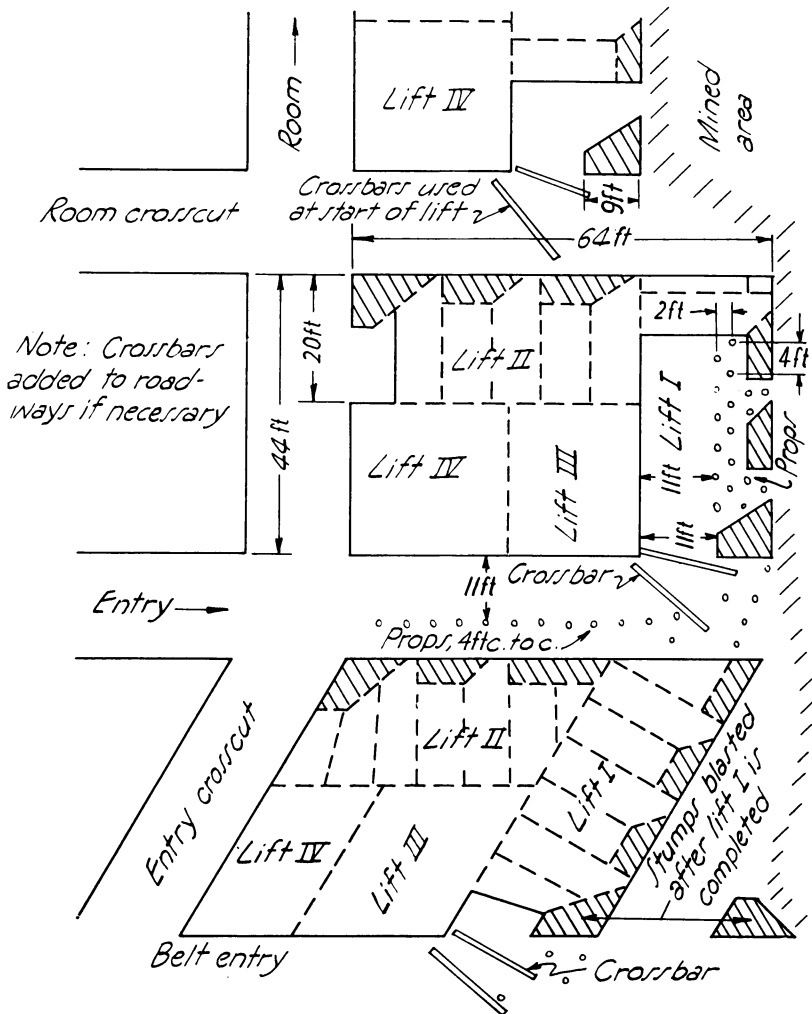 Room
Lift IV
Mined
area
Crossbars used
at start of lift
Room crosscut
9ft
64ft
2ft
4ft
20ft
Note: Crossbars
added to road-
ways if necessary
Lift II
44ft
Lift I
Props
Lift IV
Lift III
11ft
11ft
11ft
Crossbar
Entry
Props, 4ft c. to c.
Lift II
Entry crosscut
Lift I
Stumps blasted
after lift I is
completed
Lift IV
Lift III
Belt entry
Crossbar